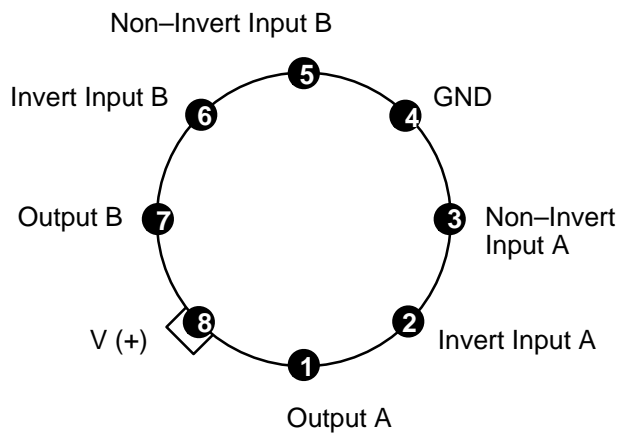 Non–Invert Input B
5
Invert Input B
6
4
GND
Output B
7
3
Non–Invert
Input A
V (+)
8
2
Invert Input A
1
Output A